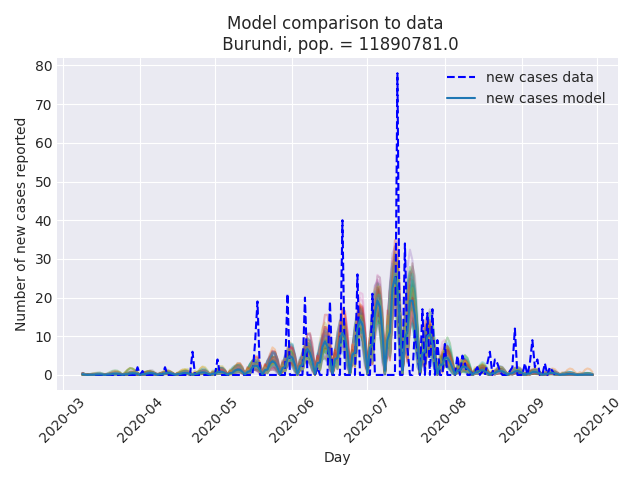 Model comparison to data
Burundi, pop. = 11890781.0
new cases data
new cases model
Number of new cases reported
80
70
60
50
40
30
20
10
0
2020-03
2020-04
2020-05
2020-06
2020-07
2020-08
2020-09
2020-10
Day